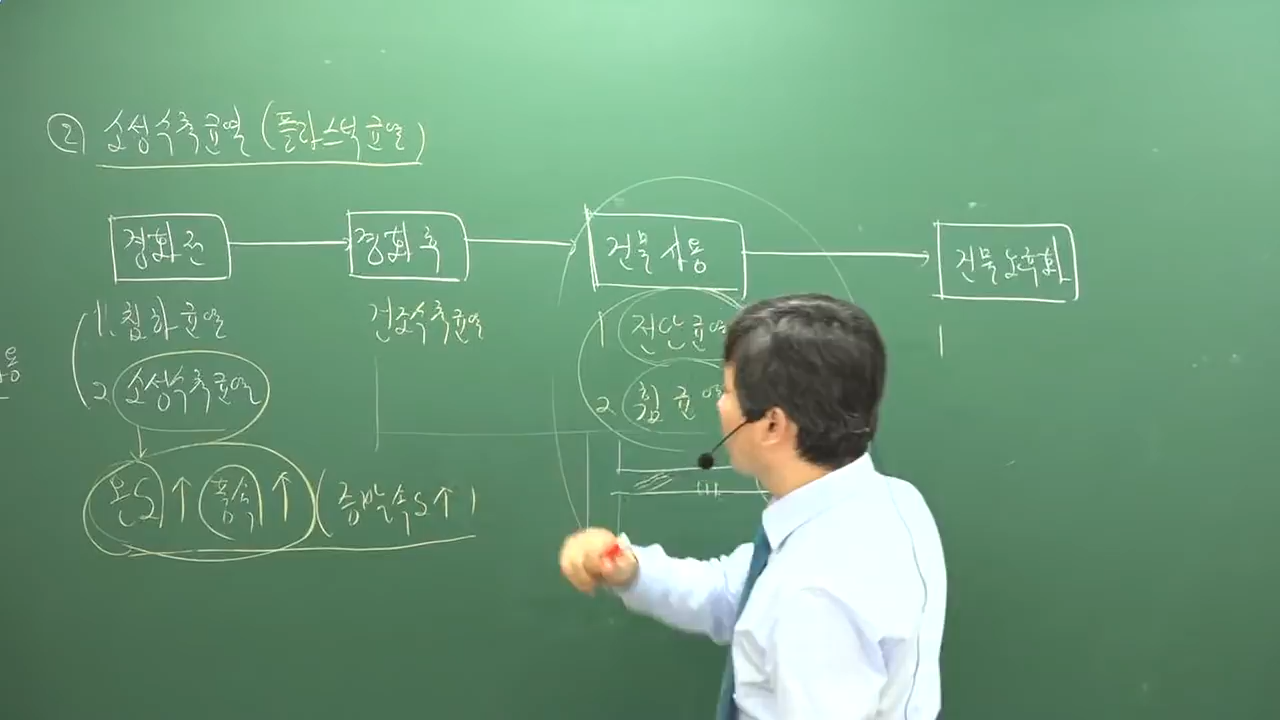 ② 소성수축균열 (플라스틱균열)
경화전 경화후 건물사용 건물노후화
1. 침하균열 건조수축균열 1. 전단균열
2. 소성수축균열 2. 휨균열
온도↑ 풍속↑ (증발속도↑)